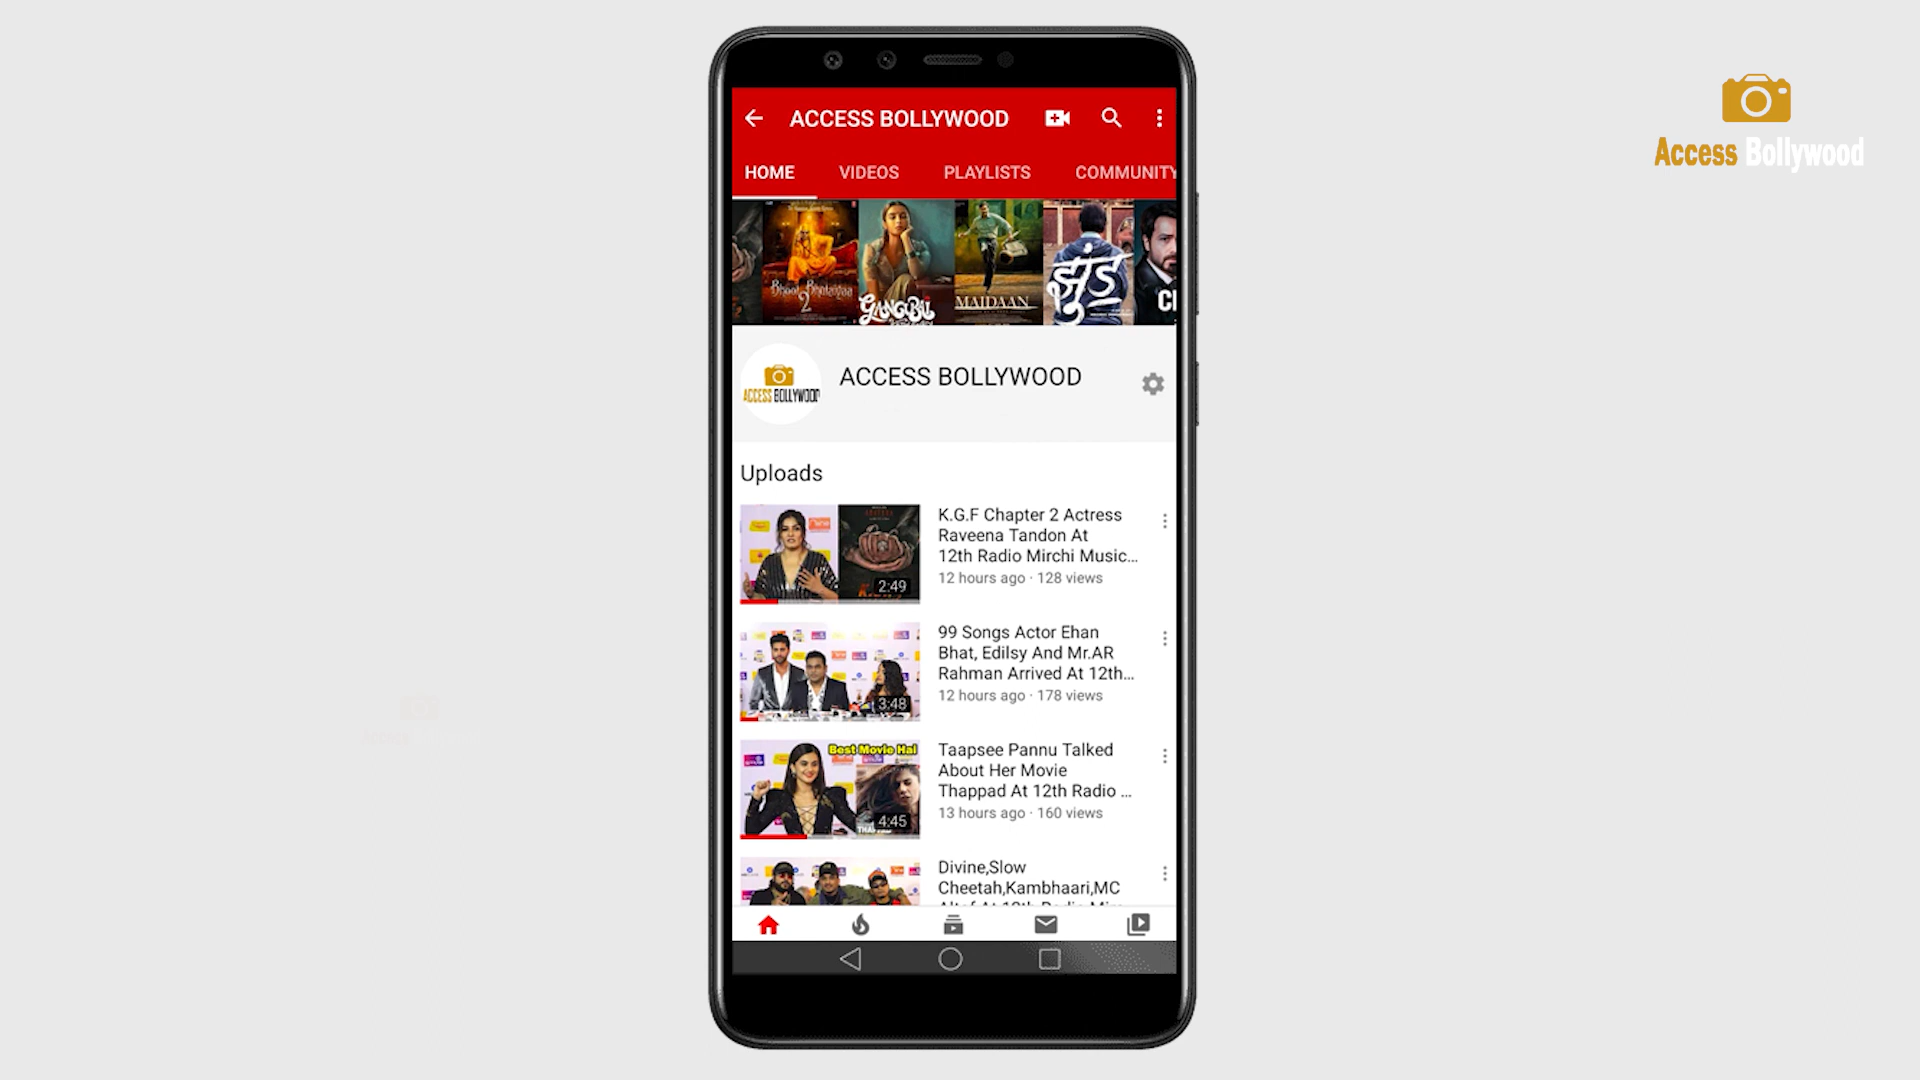 ACCESS BOLLYWOOD
Access Bollywood
HOME VIDEOS PLAYLISTS COMMUNITY
Bhool Bhulaiyaa
2
GANGUBAI
MAIDAAN
झुंड
ACCESS BOLLYWOOD
ACCESS BOLLYWOOD
Uploads
K.G.F Chapter 2 Actress
Raveena Tandon At
12th Radio Mirchi Music...
12 hours ago · 128 views
2:49
99 Songs Actor Ehan
Bhat, Edilsy And Mr.AR
Rahman Arrived At 12th...
12 hours ago · 178 views
3:48
Best Movie Hai
Taapsee Pannu Talked
About Her Movie
Thappad At 12th Radio ...
13 hours ago · 160 views
4:45
Divine,Slow
Cheetah,Kambhaari,MC